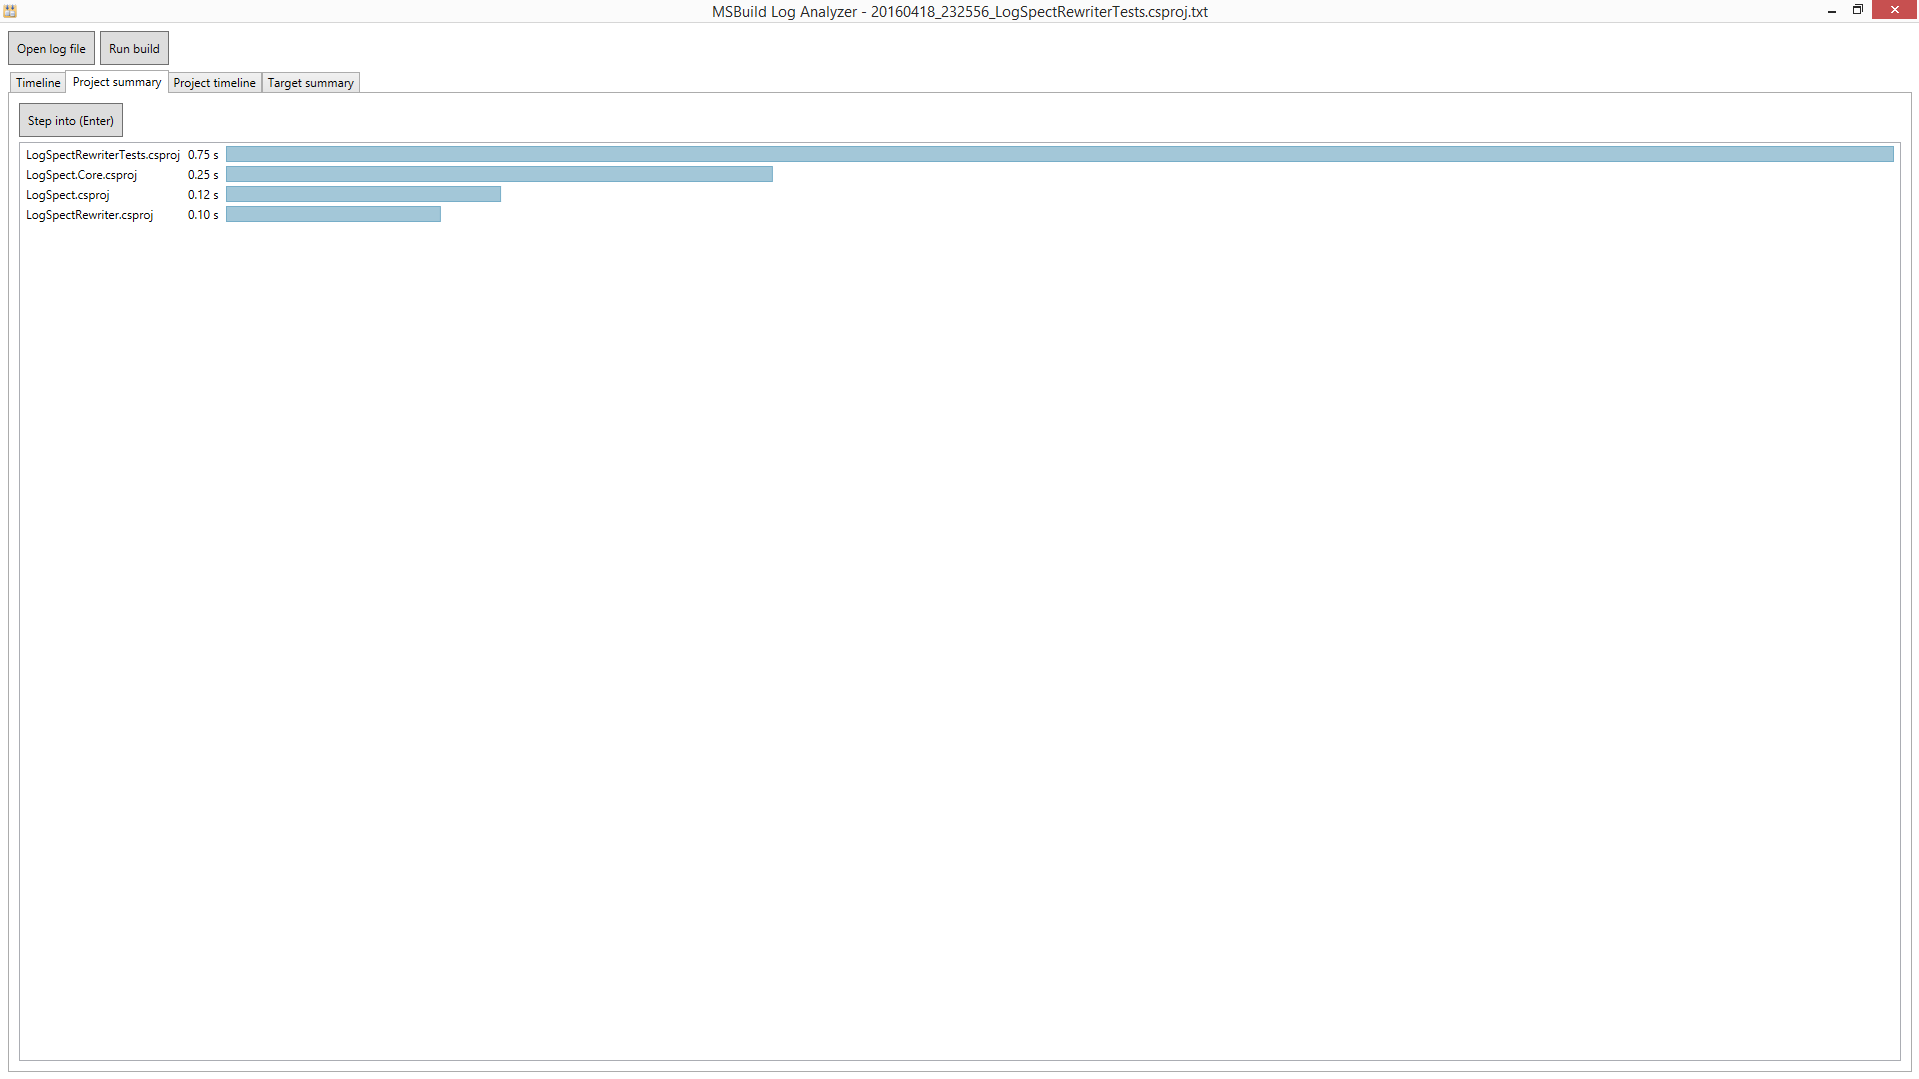 MSBuild Log Analyzer - 20160418_232556_LogSpectRewriterTests.csproj.txt
Open log file Run build
Timeline Project summary Project timeline Target summary
Step into (Enter)
LogSpectRewriterTests.csproj 0.75 s
LogSpect.Core.csproj 0.25 s
LogSpect.csproj 0.12 s
LogSpectRewriter.csproj 0.10 s